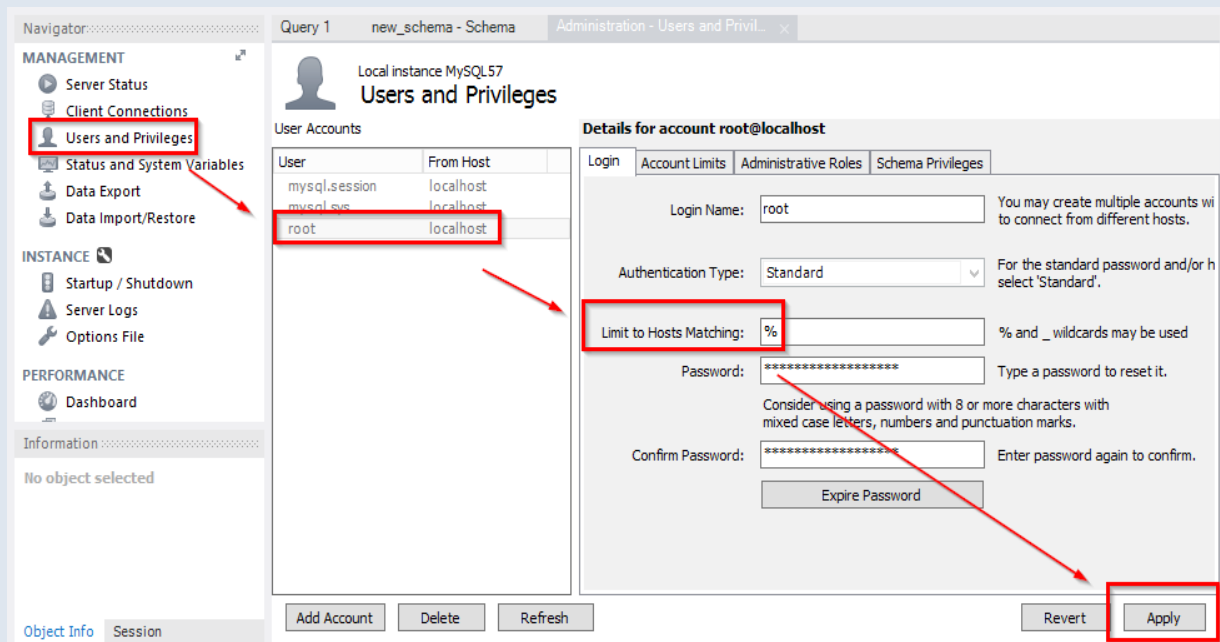 Navigator
MANAGEMENT
Server Status
Client Connections
Users and Privileges
Status and System Variables
Data Export
Data Import/Restore
INSTANCE
Startup / Shutdown
Server Logs
Options File
PERFORMANCE
Dashboard
Information
No object selected
Object Info Session
Query 1 new_schema - Schema Administration - Users and Privil...
Local instance MySQL57
Users and Privileges
User Accounts
User From Host
mysql.session localhost
mysql.sys localhost
root localhost
Add Account Delete Refresh
Details for account root@localhost
Login Account Limits Administrative Roles Schema Privileges
Login Name: root
You may create multiple accounts wi
to connect from different hosts.
Authentication Type: Standard
For the standard password and/or h
select 'Standard'.
Limit to Hosts Matching: % % and _ wildcards may be used
Password: ****************** Type a password to reset it.
Consider using a password with 8 or more characters with
mixed case letters, numbers and punctuation marks.
Confirm Password: ****************** Enter password again to confirm.
Expire Password
Revert Apply